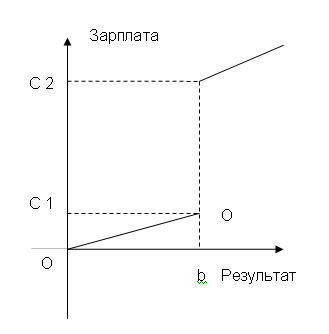 Зарплата
С 2
С 1
О
О
b Результат